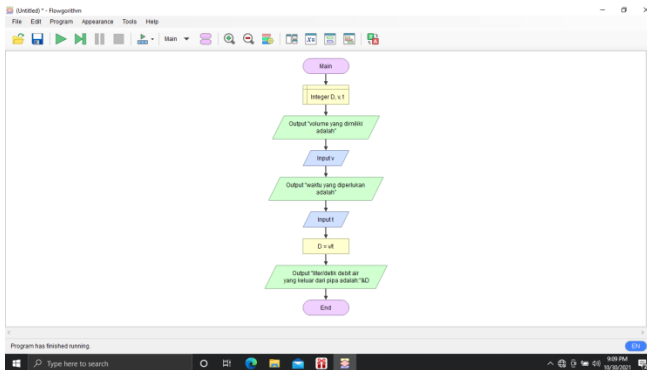 (Untitled) * - Flowgorithm
File Edit Program Appearance Tools Help
Main
Main
Integer D, v, t
Output "volume yang dimiliki
adalah"
Input v
Output "waktu yang diperlukan
adalah"
Input t
D = v/t
Output "liter/detik debit air
yang keluar dari pipa adalah:"&D
End
Program has finished running.
EN
Type here to search
9:09 PM
10/30/2021